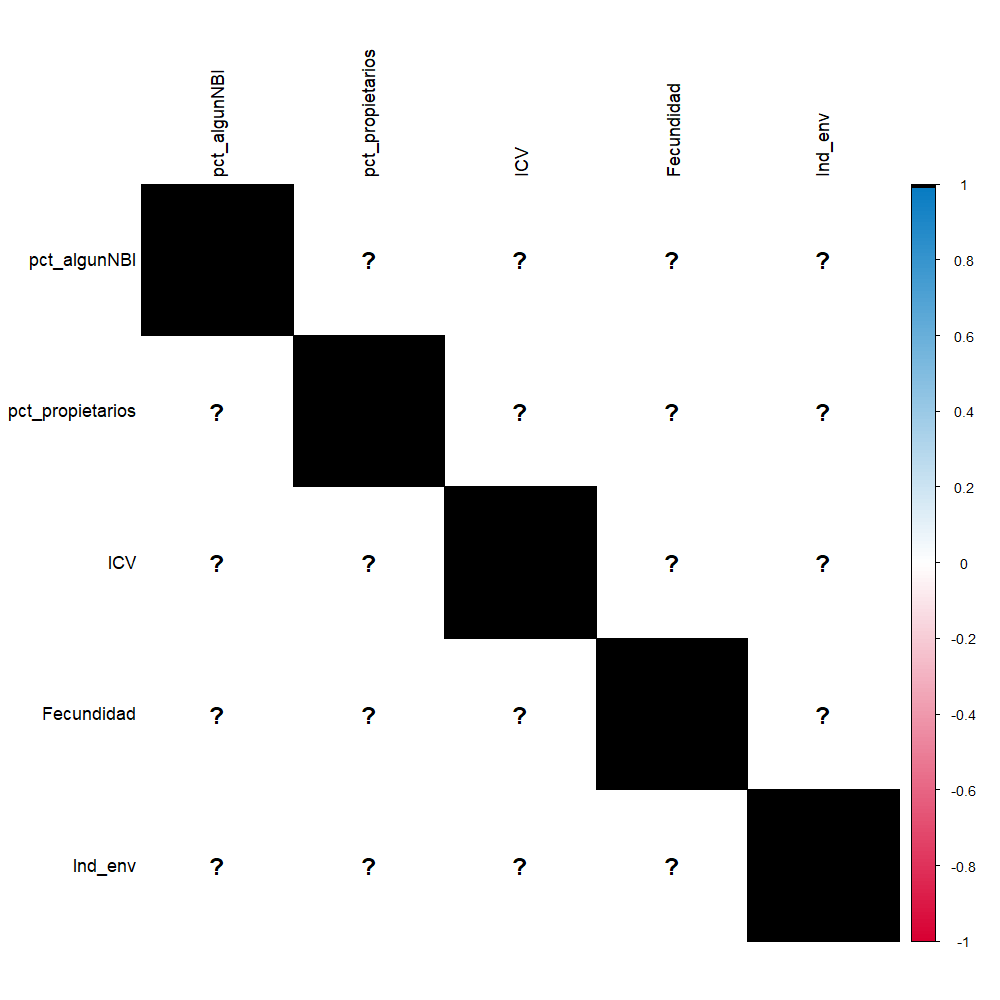 pct_algunNBI
pct_propietarios
ICV
Fecundidad
Ind_env
pct_algunNBI ? ? ? ?
pct_propietarios ? ? ? ?
ICV ? ? ? ?
Fecundidad ? ? ? ?
Ind_env ? ? ? ?
1
0.8
0.6
0.4
0.2
0
-0.2
-0.4
-0.6
-0.8
-1